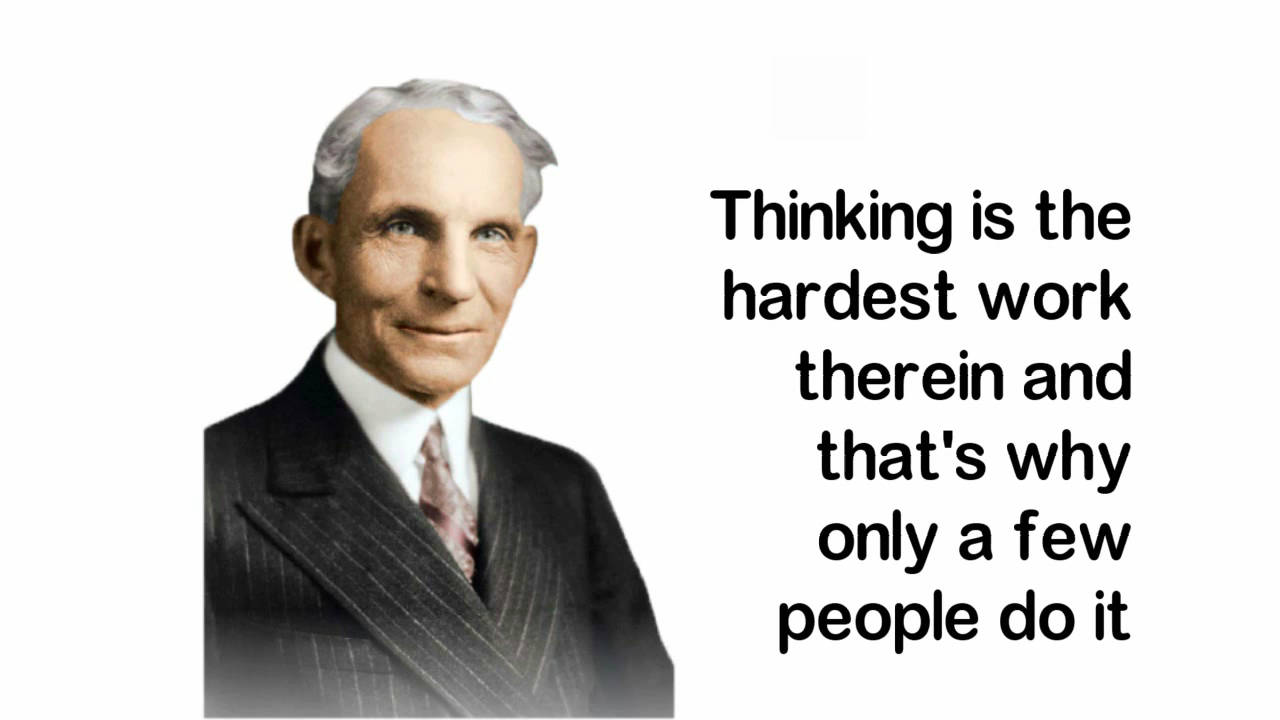 Thinking is the
hardest work
therein and
that's why
only a few
people do it